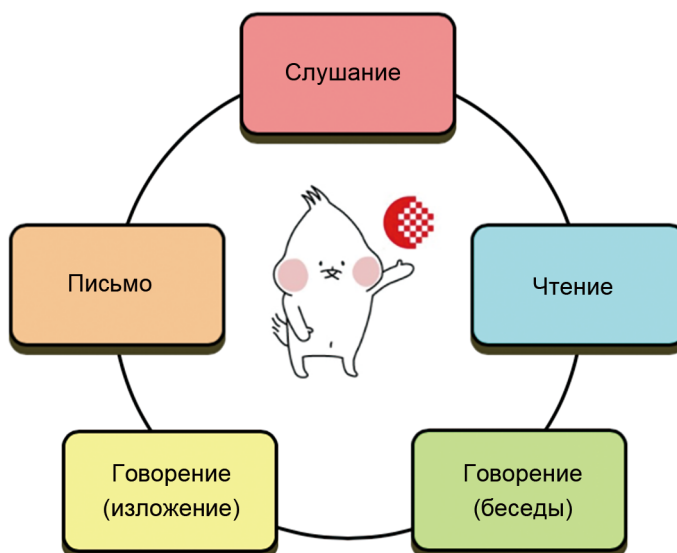 Слушание
Письмо
Чтение
Говорение
(изложение)
Говорение
(беседы)